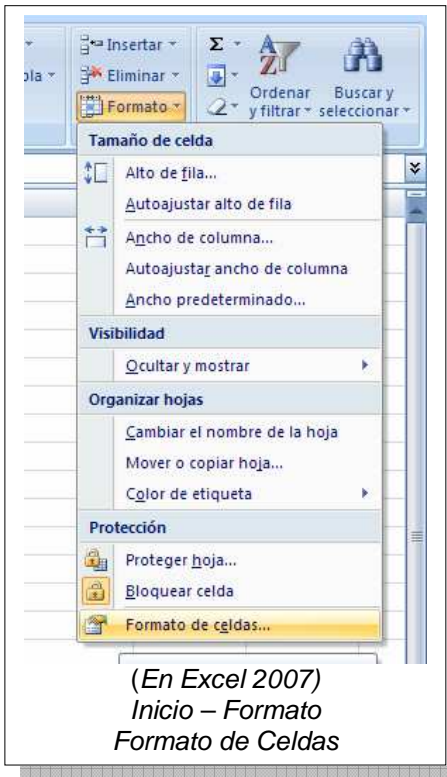 Insertar
Eliminar
Formato
ola
Σ
Ordenar
y filtrar
Buscar y
seleccionar
Tamaño de celda
Alto de fila...
Autoajustar alto de fila
Ancho de columna...
Autoajustar ancho de columna
Ancho predeterminado...
Visibilidad
Ocultar y mostrar
Organizar hojas
Cambiar el nombre de la hoja
Mover o copiar hoja...
Color de etiqueta
Protección
Proteger hoja...
Bloquear celda
Formato de celdas...
(En Excel 2007)
Inicio – Formato
Formato de Celdas